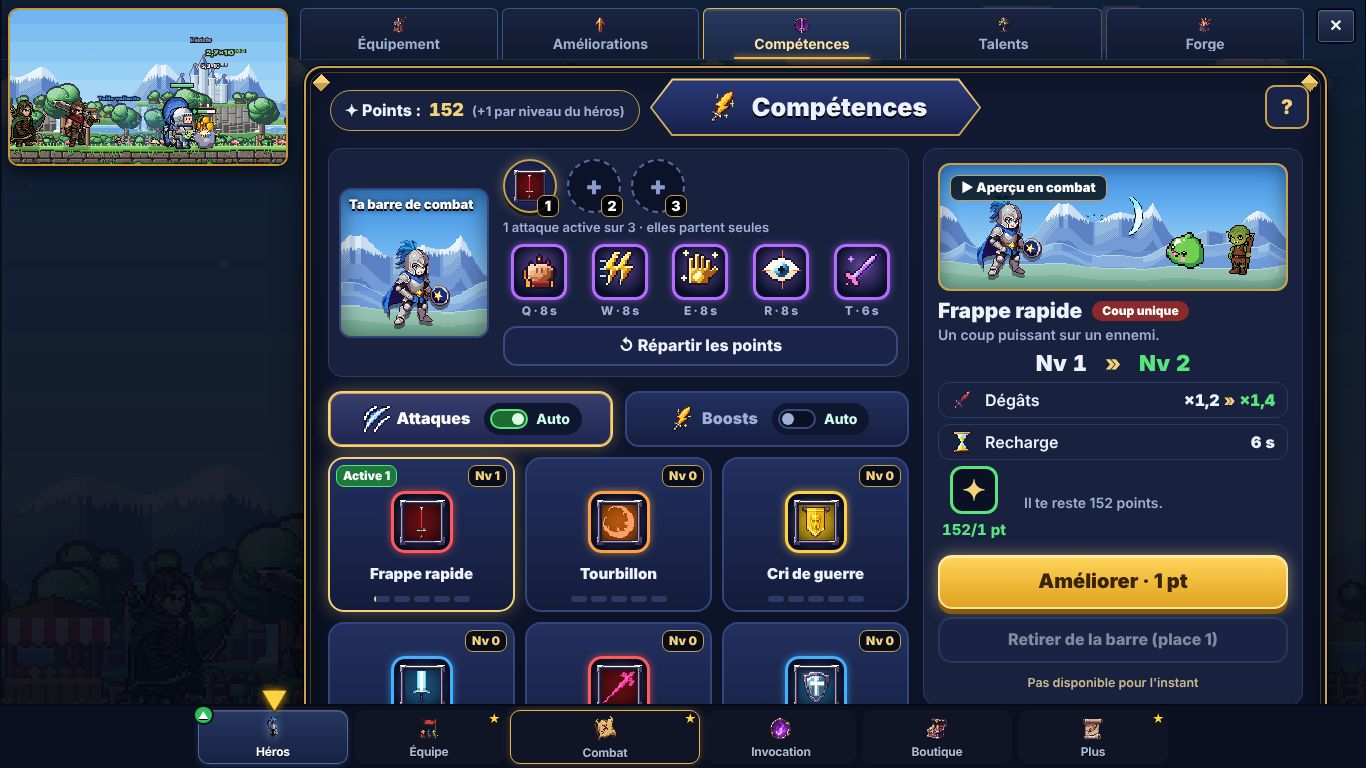 Équipement
Améliorations
Compétences
Talents
Forge
×
✦ Points : 152 (+1 par niveau du héros)
Compétences
?
Ta barre de combat
1
+
2
+
3
1 attaque active sur 3 · elles partent seules
Q · 8 s
W · 8 s
E · 8 s
R · 8 s
T · 6 s
↺ Répartir les points
Attaques
Auto
Boosts
Auto
Active 1
Nv 1
Frappe rapide
Nv 0
Tourbillon
Nv 0
Cri de guerre
Nv 0
Nv 0
Nv 0
▶ Aperçu en combat
Frappe rapide Coup unique
Un coup puissant sur un ennemi.
Nv 1 » Nv 2
Dégâts ×1,2 » ×1,4
Recharge 6 s
Il te reste 152 points.
152/1 pt
Améliorer · 1 pt
Retirer de la barre (place 1)
Pas disponible pour l'instant
Héros
Équipe
Combat
Invocation
Boutique
Plus